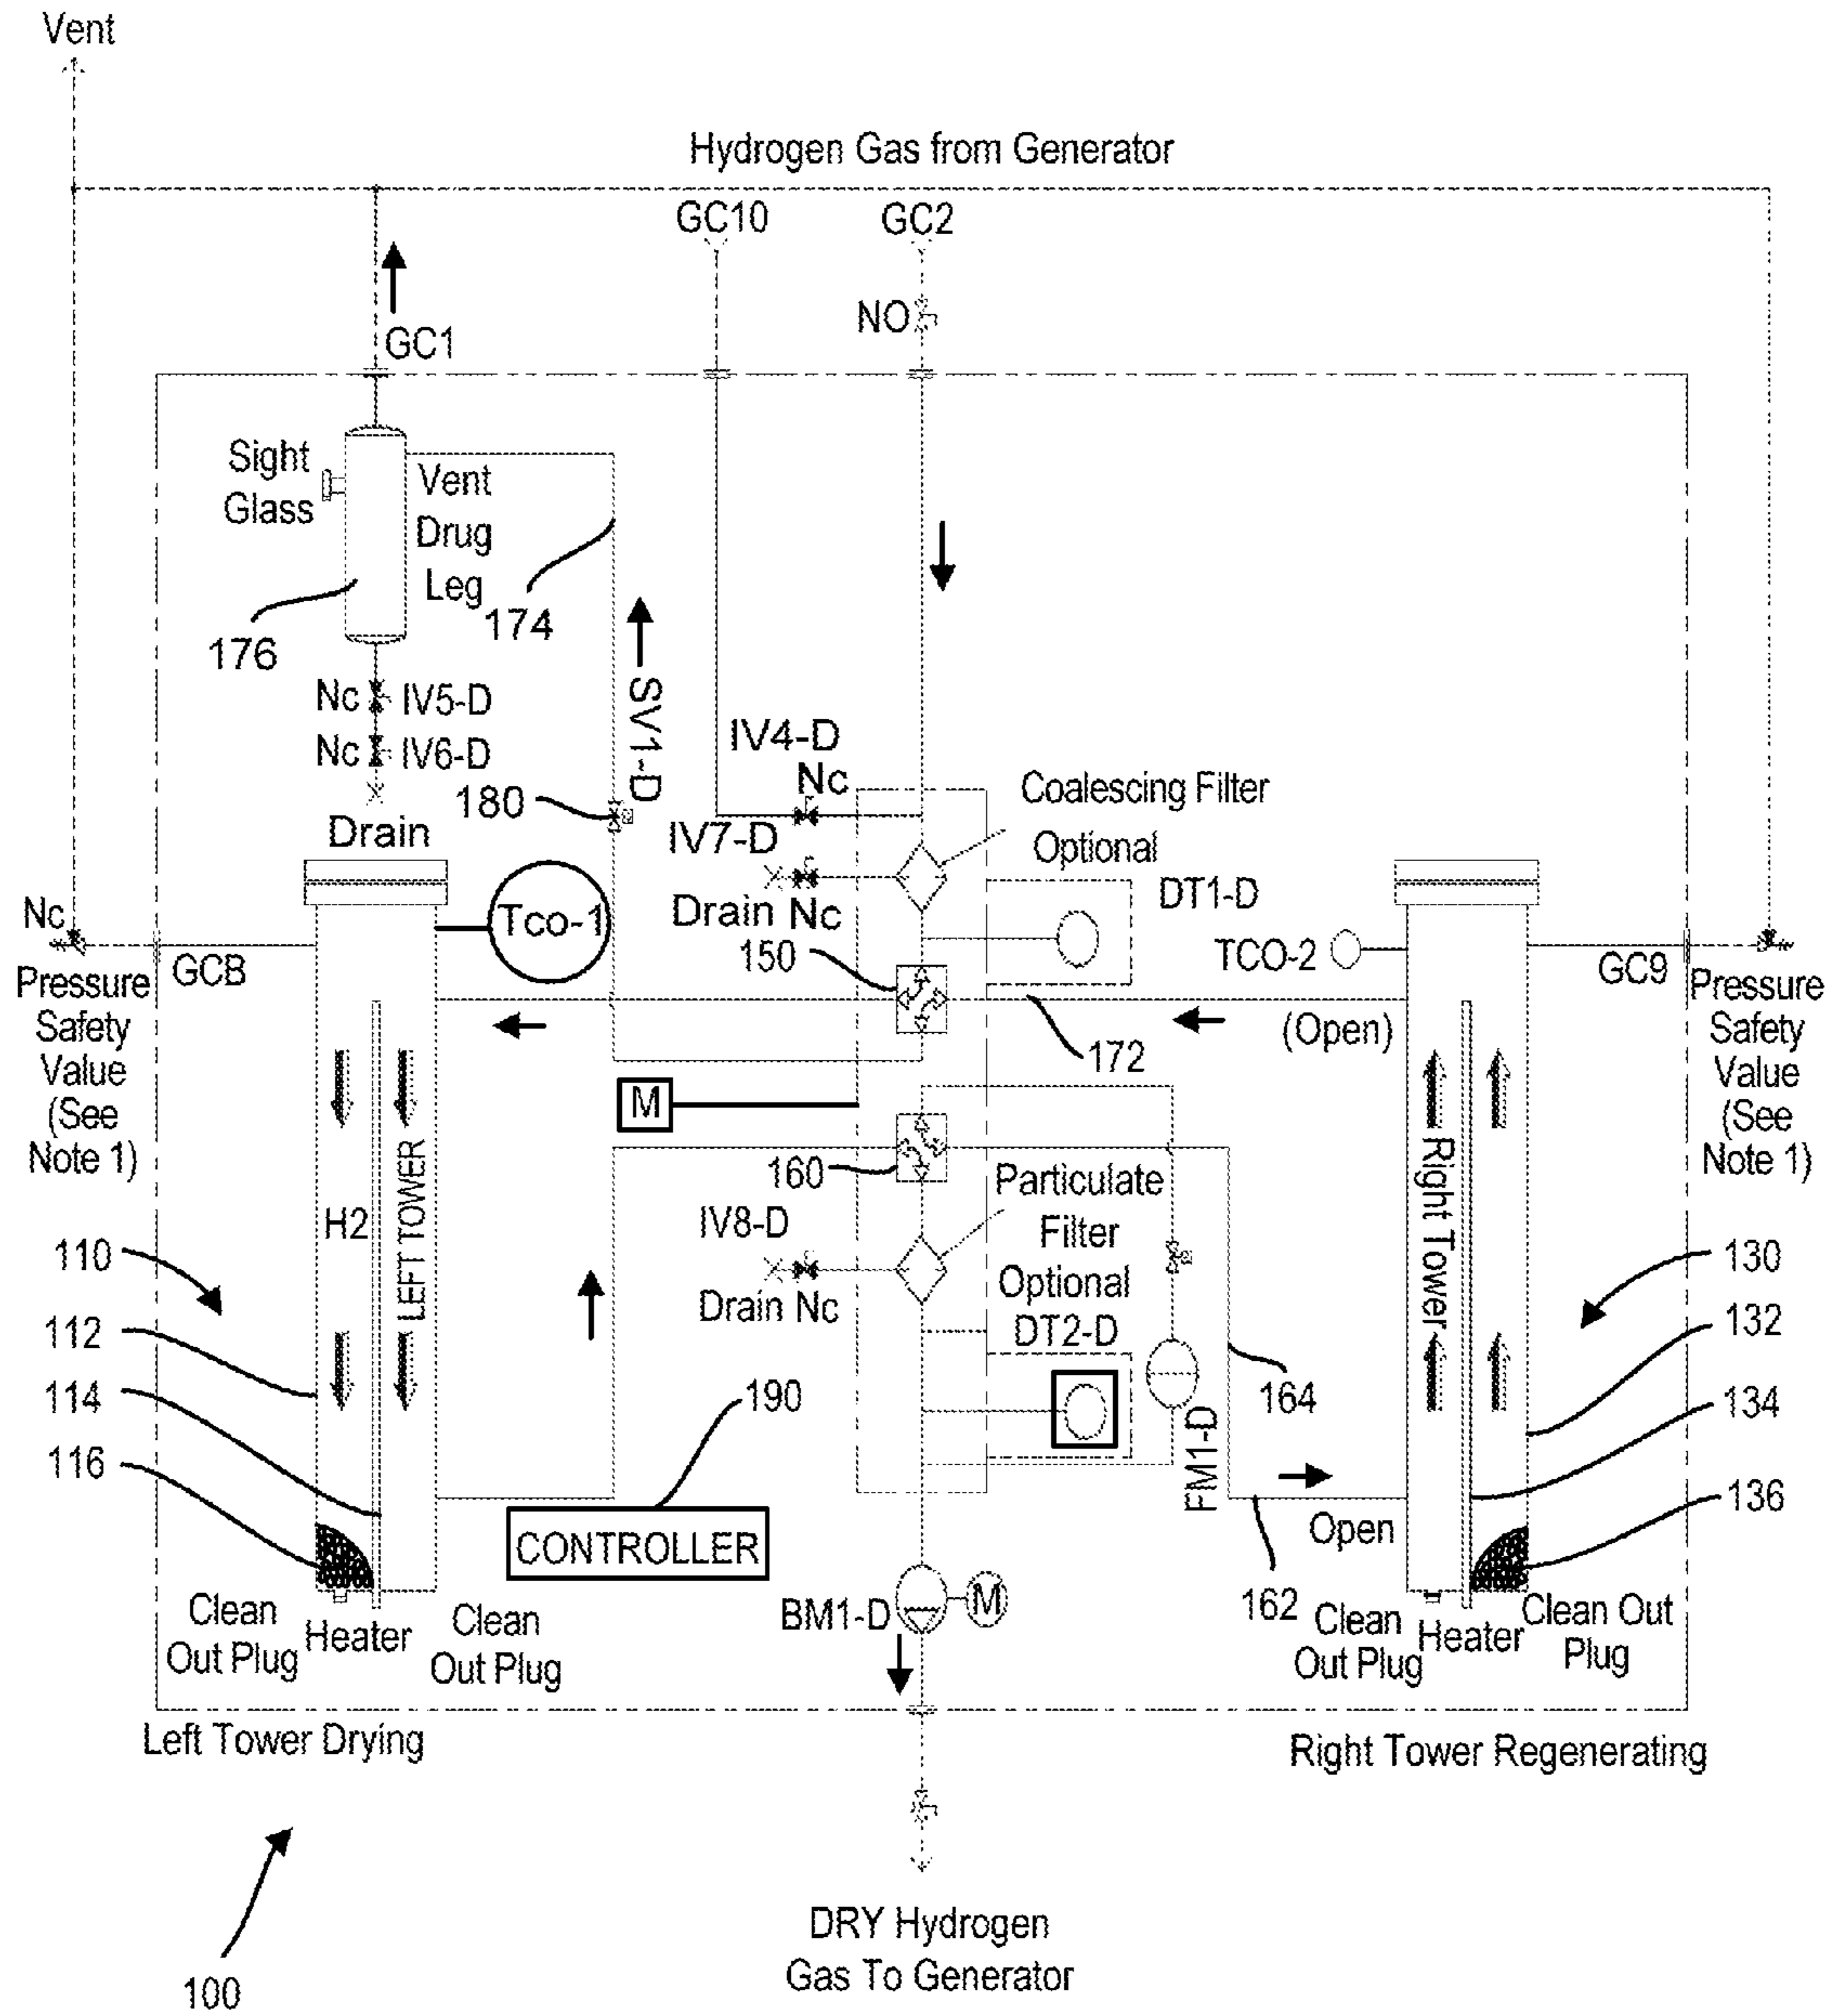 Vent
Hydrogen Gas from Generator
GC10
GC2
NO
GC1
Sight
Glass
Vent
Drug
Leg
174
176
Nc
IV5-D
Nc
IV6-D
SV1-D
180
Drain
IV4-D
Nc
Coalescing Filter
Optional
IV7-D
Drain Nc
DT1-D
Tco-1
150
TCO-2
Nc
GCB
GC9
Pressure
Safety
Value
(See
Note 1)
Pressure
Safety
Value
(See
Note 1)
(Open)
172
M
160
Particulate
Filter
Optional
DT2-D
H2
LEFT TOWER
Right Tower
IV8-D
Drain Nc
110
112
114
116
130
132
134
136
190
164
FM1-D
CONTROLLER
Open
162
BM1-D
M
Clean
Out Plug
Heater
Clean
Out Plug
Clean
Out Plug
Heater
Clean Out
Plug
Left Tower Drying
Right Tower Regenerating
DRY Hydrogen
Gas To Generator
100